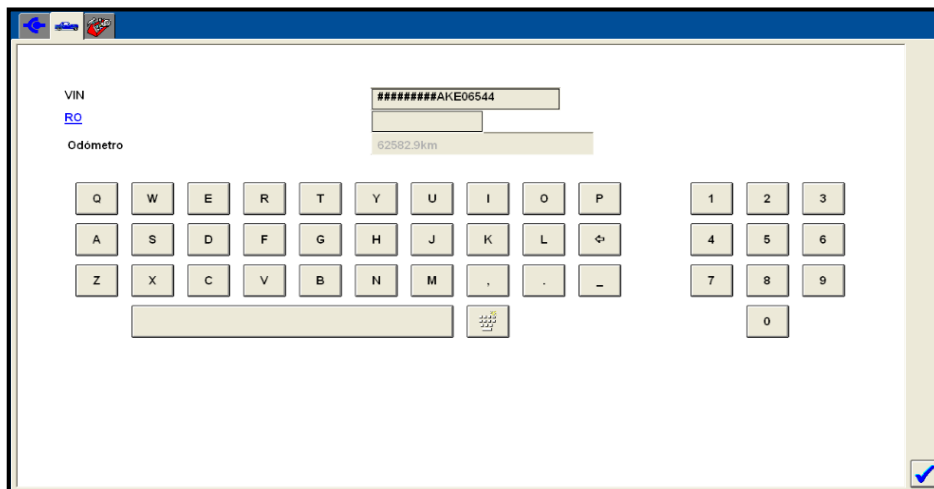 VIN #########AKE06544
RO
Odómetro 62582.9km
Q W E R T Y U I O P 1 2 3
A S D F G H J K L 4 5 6
Z X C V B N M , . _ 7 8 9
0